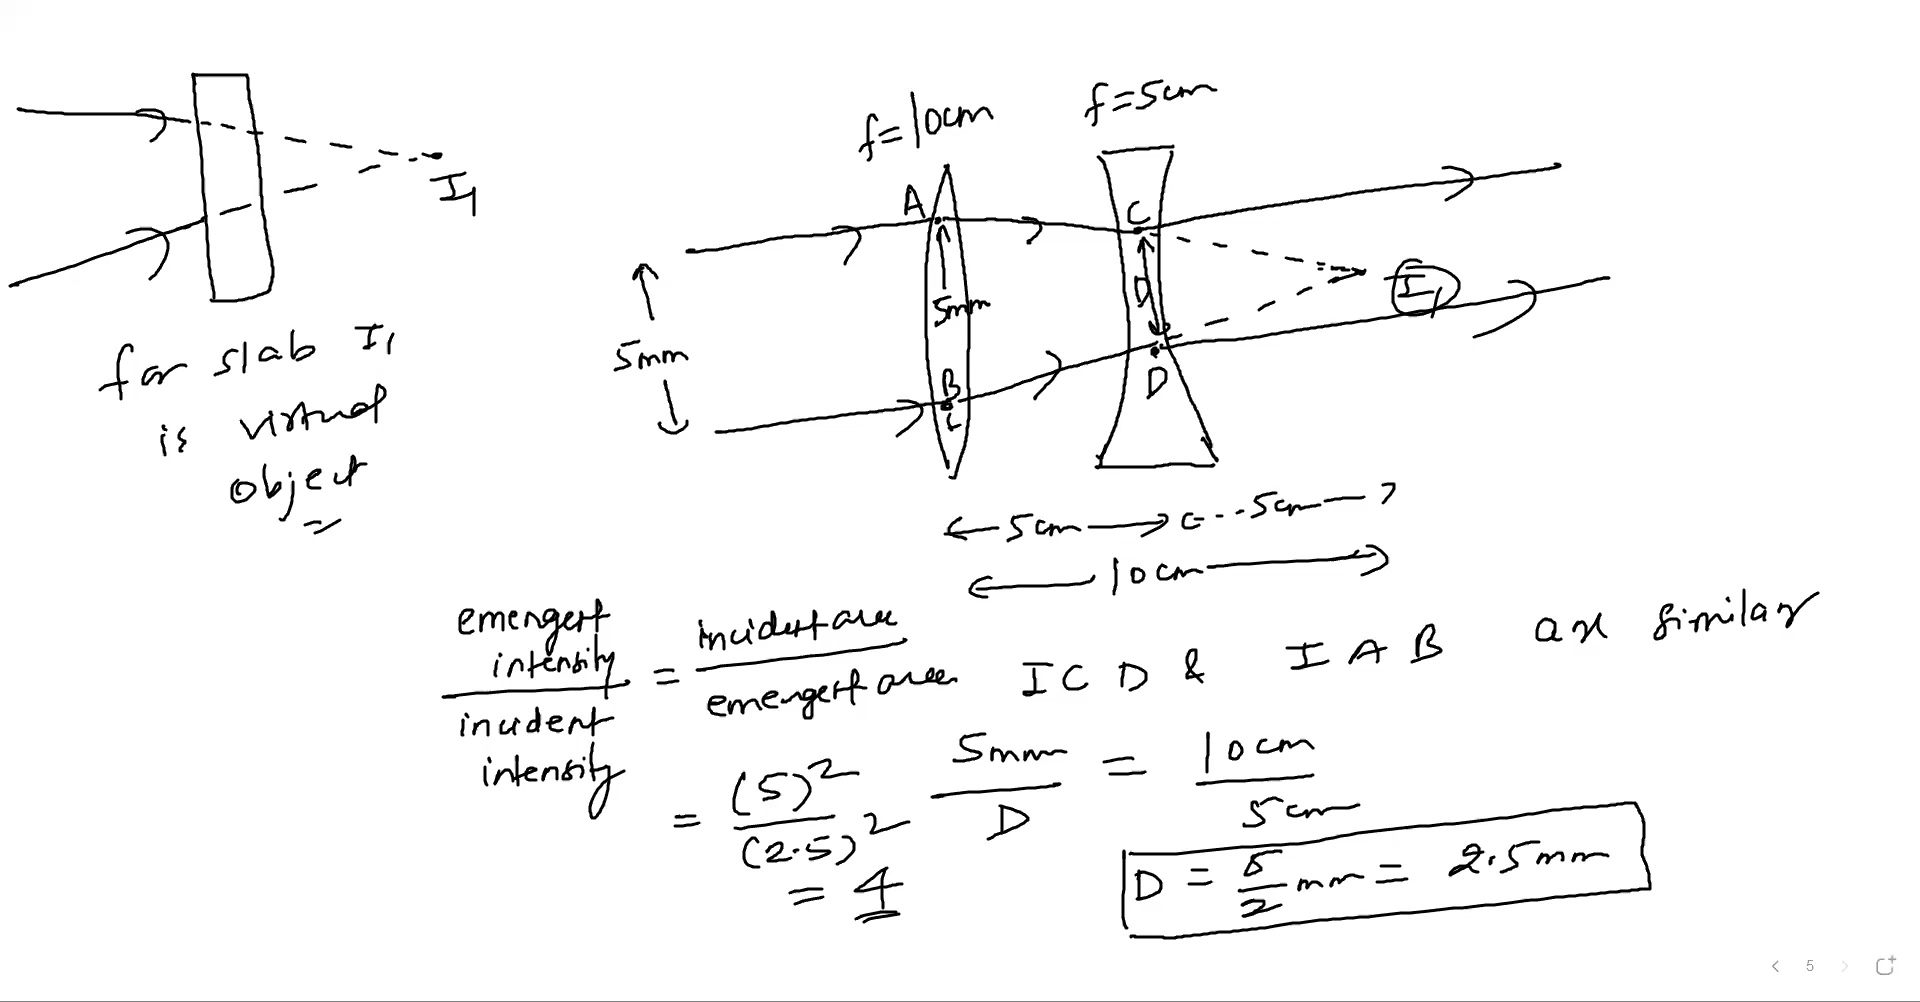 I1
for slab I1
is virtual
object
f=10cm
f=5cm
A
C
5mm
5mm
D
I1
B
L
D
5cm
5cm
10cm
emengert
intensity
incident
intensity
=
incident area
emengert area
= (5)²
(2.5)²
= 4
ICD & IAB are similar
5mm
D
=
10cm
5cm
D = 5
2
mm = 2.5mm
5